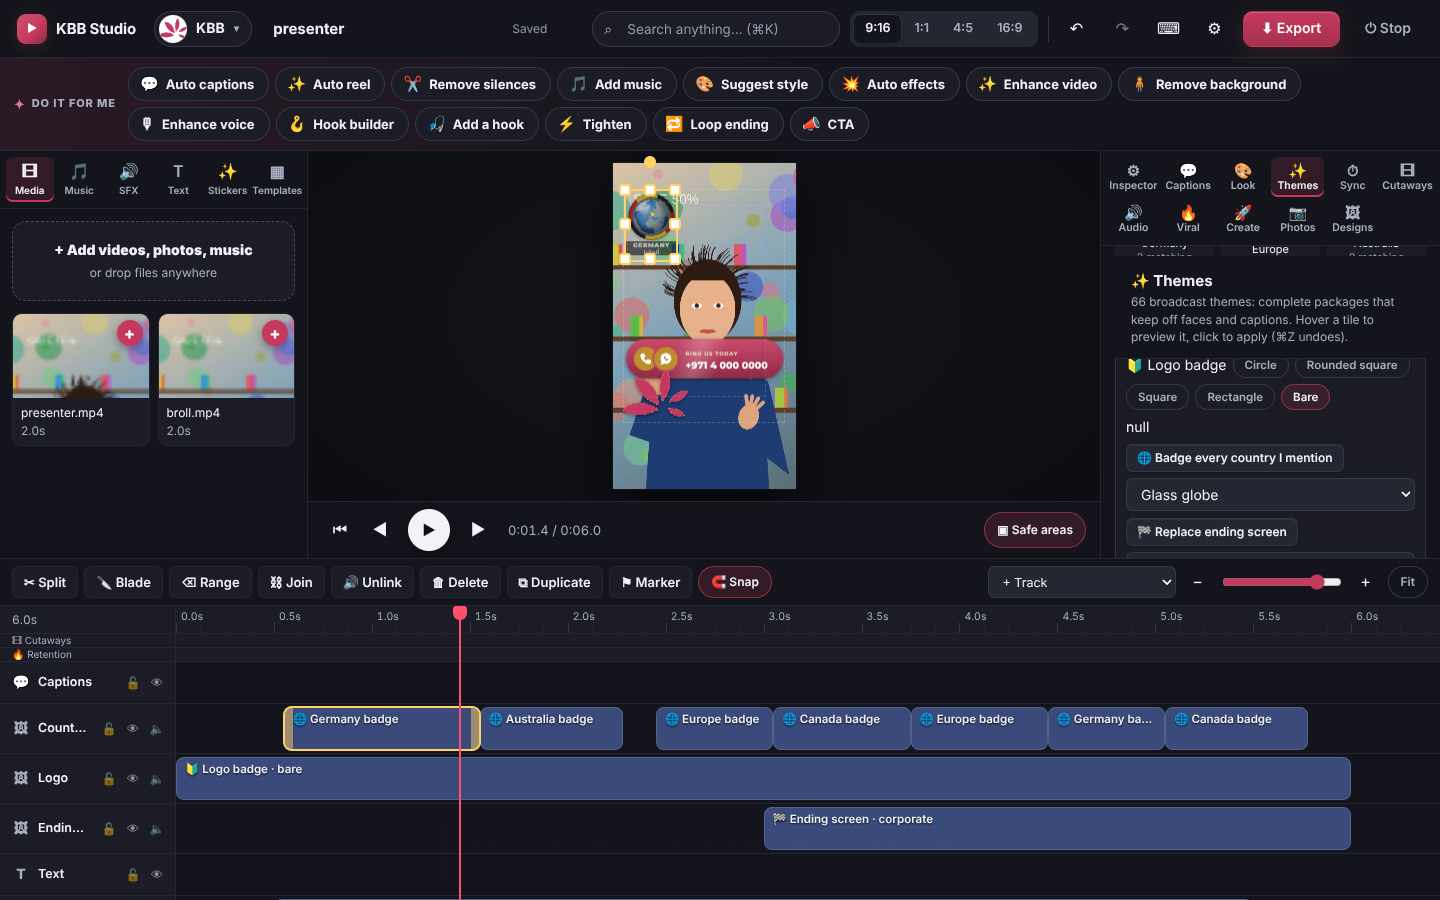 KBB Studio
KBB
presenter
Saved
Search anything... (⌘K)
9:16 1:1 4:5 16:9
Export
Stop
DO IT FOR ME
Auto captions
Auto reel
Remove silences
Add music
Suggest style
Auto effects
Enhance video
Remove background
Enhance voice
Hook builder
Add a hook
Tighten
Loop ending
CTA
Media Music SFX Text Stickers Templates
+ Add videos, photos, music
or drop files anywhere
presenter.mp4
2.0s
broll.mp4
2.0s
50%
GERMANY
RING US TODAY
+971 4 000 0000
0:01.4 / 0:06.0
Safe areas
Inspector Captions Look Themes Sync Cutaways
Audio Viral Create Photos Designs
Germany Europe Australia
Themes
66 broadcast themes: complete packages that
keep off faces and captions. Hover a tile to
preview it, click to apply (⌘Z undoes).
Logo badge Circle Rounded square
Square Rectangle Bare
null
Badge every country I mention
Glass globe
Replace ending screen
Split Blade Range Join Unlink Delete Duplicate Marker Snap
+ Track
− + Fit
6.0s
0.0s 0.5s 1.0s 1.5s 2.0s 2.5s 3.0s 3.5s 4.0s 4.5s 5.0s 5.5s 6.0s
Cutaways
Retention
Captions
Count...
Germany badge
Australia badge
Europe badge
Canada badge
Europe badge
Germany ba...
Canada badge
Logo
Logo badge · bare
Endin...
Ending screen · corporate
T Text